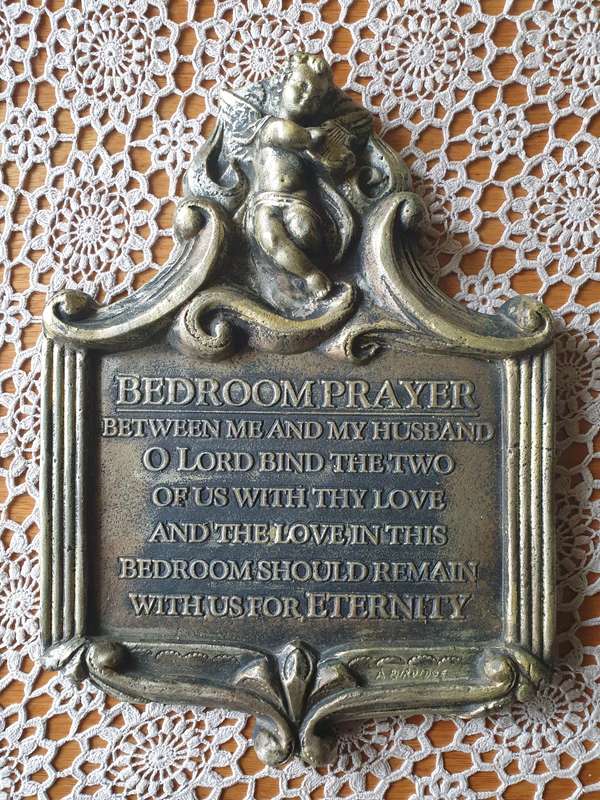 BEDROOM PRAYER
BETWEEN ME AND MY HUSBAND
O LORD BIND THE TWO
OF US WITH THY LOVE
AND THE LOVE IN THIS
BEDROOM SHOULD REMAIN
WITH US FOR ETERNITY